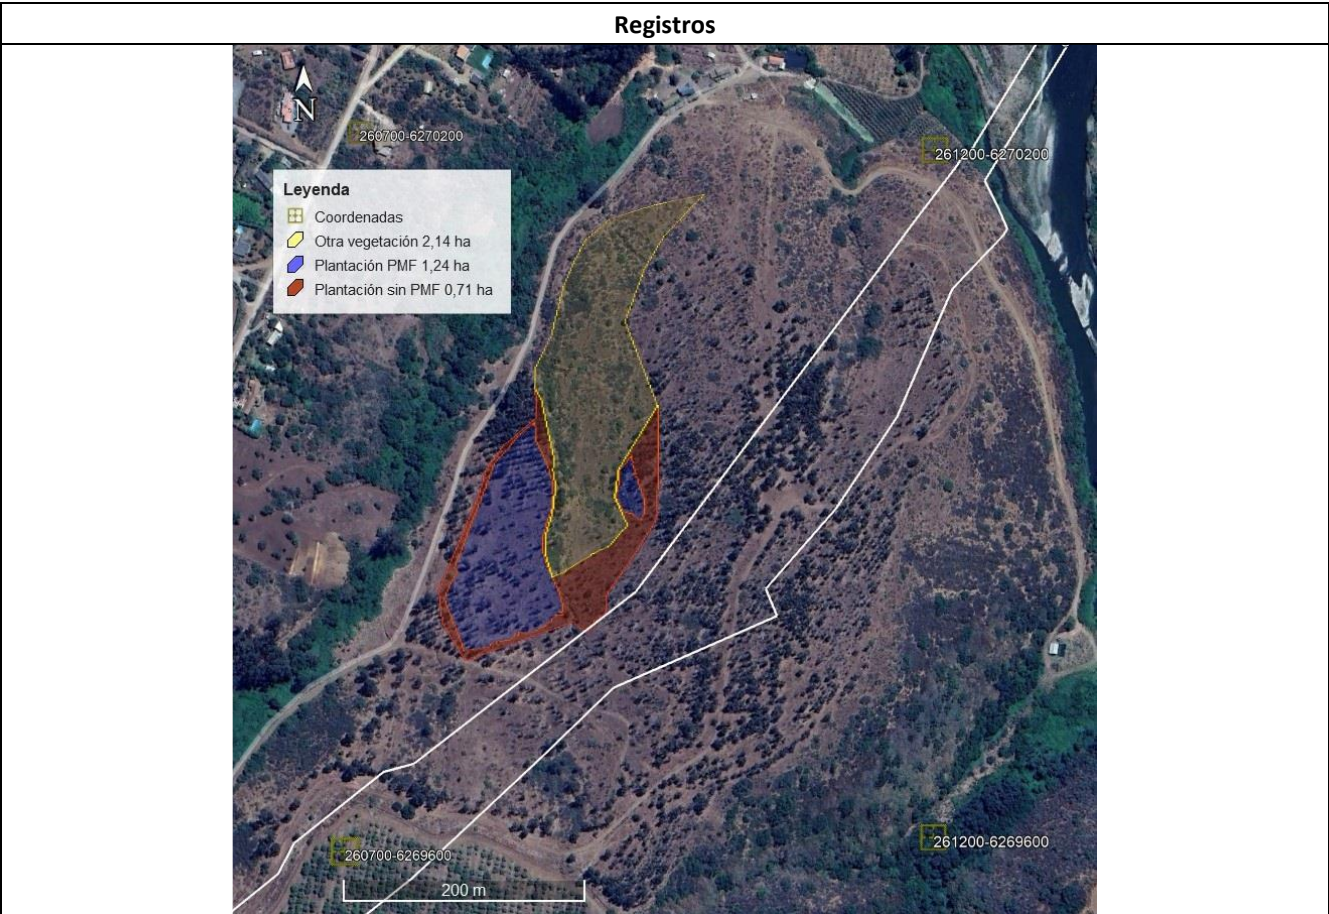 Registros
N
260700-6270200
261200-6270200
Leyenda
Coordenadas
Otra vegetación 2,14 ha
Plantación PMF 1,24 ha
Plantación sin PMF 0,71 ha
260700-6269600
261200-6269600
200 m